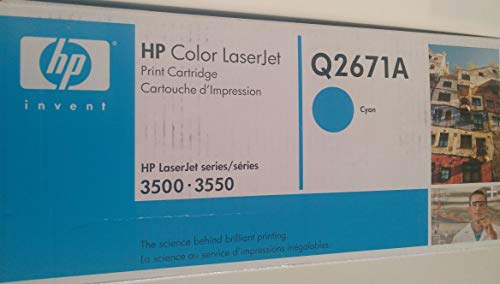 hp
invent
HP Color LaserJet
Print Cartridge
Cartouche d'Impression
HP LaserJet series/séries
3500 · 3550
Q2671A
Cyan
The science behind brilliant printing.
La science au service d'impressions inégalables.